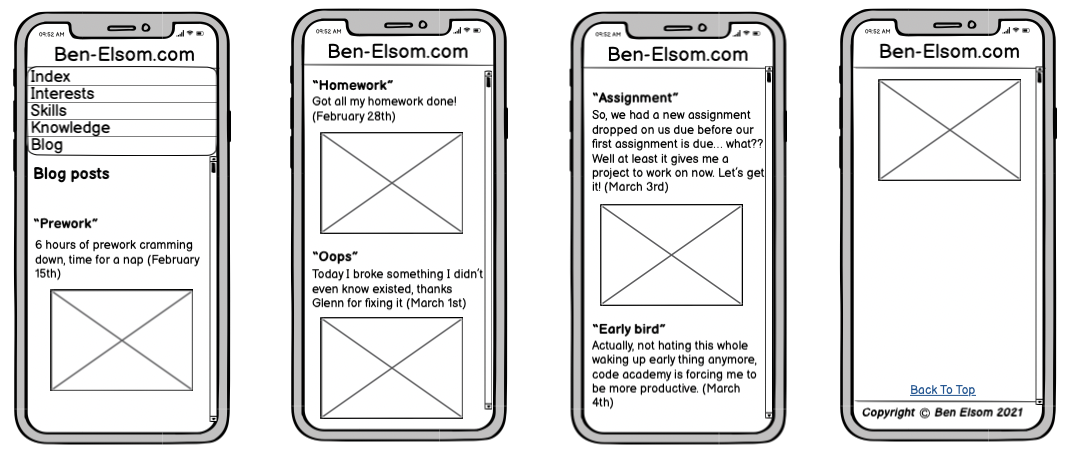 09:52 AM
Ben-Elsom.com
Index
Interests
Skills
Knowledge
Blog
Blog posts
“Prework”
6 hours of prework cramming
down, time for a nap (February
15th)
09:52 AM
Ben-Elsom.com
“Homework”
Got all my homework done!
(February 28th)
“Oops”
Today I broke something I didn’t
even know existed, thanks
Glenn for fixing it (March 1st)
09:52 AM
Ben-Elsom.com
“Assignment”
So, we had a new assignment
dropped on us due before our
first assignment is due... what??
Well at least it gives me a
project to work on now. Let’s get
it! (March 3rd)
“Early bird”
Actually, not hating this whole
waking up early thing anymore,
code academy is forcing me to
be more productive. (March
4th)
09:52 AM
Ben-Elsom.com
Back To Top
Copyright © Ben Elsom 2021